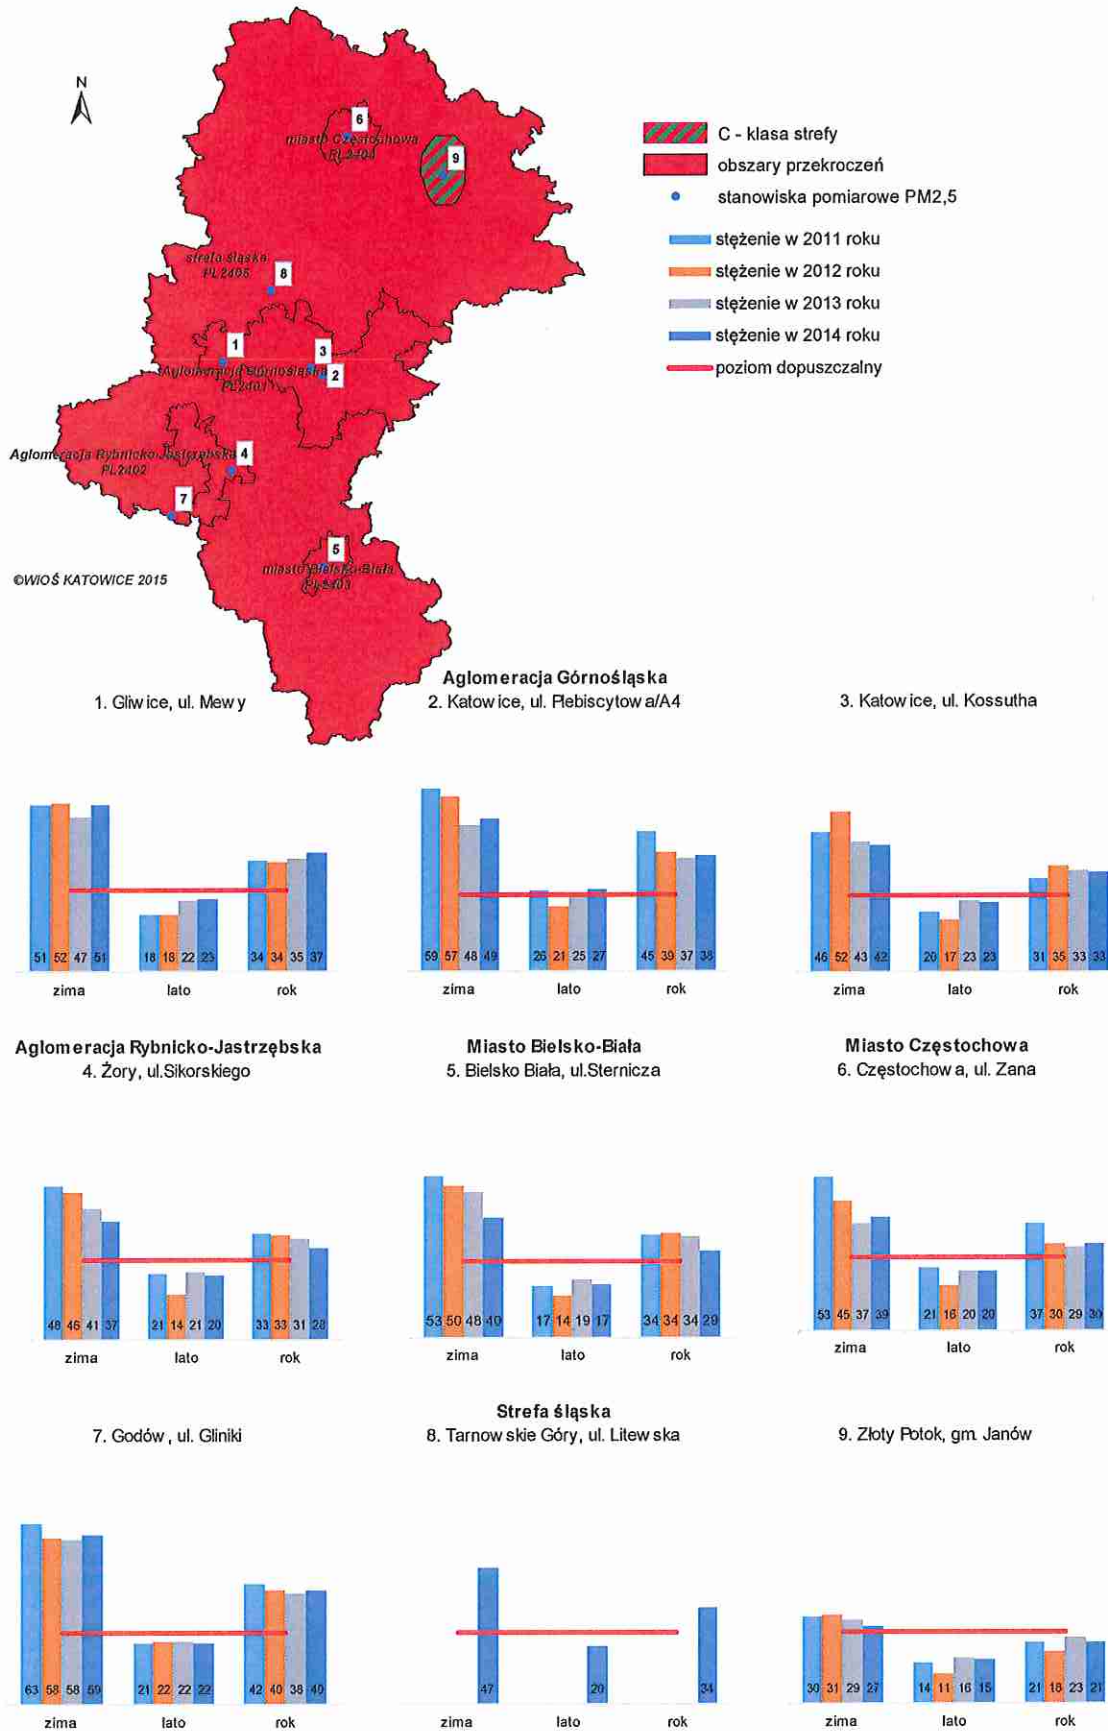 N
6
miasto Częstochowa
PL2404
9
C - klasa strefy
obszary przekroczeń
stanowiska pomiarowe PM2,5
stężenie w 2011 roku
stężenie w 2012 roku
stężenie w 2013 roku
stężenie w 2014 roku
poziom dopuszczalny
strefa śląska
PL2405
8
1
3
Aglomeracja Górnośląska
PL2401
2
Aglomeracja Rybnicko-Jastrzębska
PL2402
4
7
5
miasto Bielsko-Biała
PL2403
©WIOŚ KATOWICE 2015
Aglomeracja Górnośląska
1. Gliwice, ul. Mewy
2. Katowice, ul. Plebiscytowa/A4
3. Katowice, ul. Kossutha
51 52 47 51 18 18 22 23 34 34 35 37
zima lato rok
59 57 48 49 26 21 25 27 45 39 37 38
zima lato rok
46 52 43 42 20 17 23 23 31 35 33 33
zima lato rok
Aglomeracja Rybnicko-Jastrzębska
4. Żory, ul.Sikorskiego
Miasto Bielsko-Biała
5. Bielsko Biała, ul.Sternicza
Miasto Częstochowa
6. Częstochowa, ul. Zana
48 46 41 37 21 14 21 20 33 33 31 28
zima lato rok
53 50 48 40 17 14 19 17 34 34 34 29
zima lato rok
53 45 37 39 21 16 20 20 37 30 29 30
zima lato rok
Strefa śląska
7. Godów, ul. Gliniki
8. Tarnowskie Góry, ul. Litewska
9. Złoty Potok, gm. Janów
63 58 58 59 21 22 22 22 42 40 38 40
zima lato rok
47 20 34
zima lato rok
30 31 29 27 14 11 16 15 21 18 23 21
zima lato rok